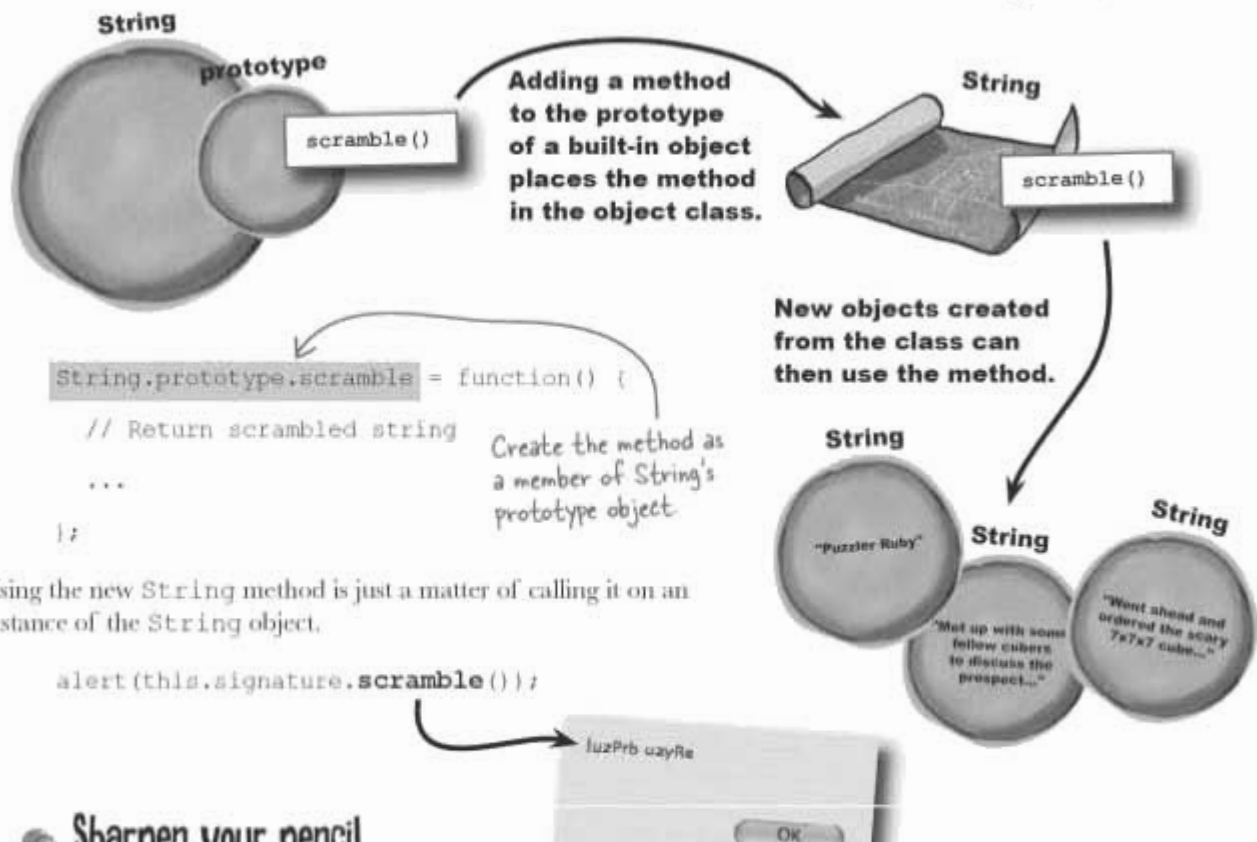 String
prototype
scramble()
Adding a method
to the prototype
of a built-in object
places the method
in the object class.
String
scramble()
New objects created
from the class can
then use the method.
String.prototype.scramble = function() {
// Return scrambled string
...
};
Create the method as
a member of String's
prototype object
String
"Puzzler Ruby"
String
"Met up with some
fellow cubers
to discuss the
prospect..."
String
"Went ahead and
ordered the scary
7x7x7 cube..."
sing the new String method is just a matter of calling it on an
stance of the String object.
alert(this.signature.scramble());
luzPrb uzyRe
OK
Sharpen your pencil